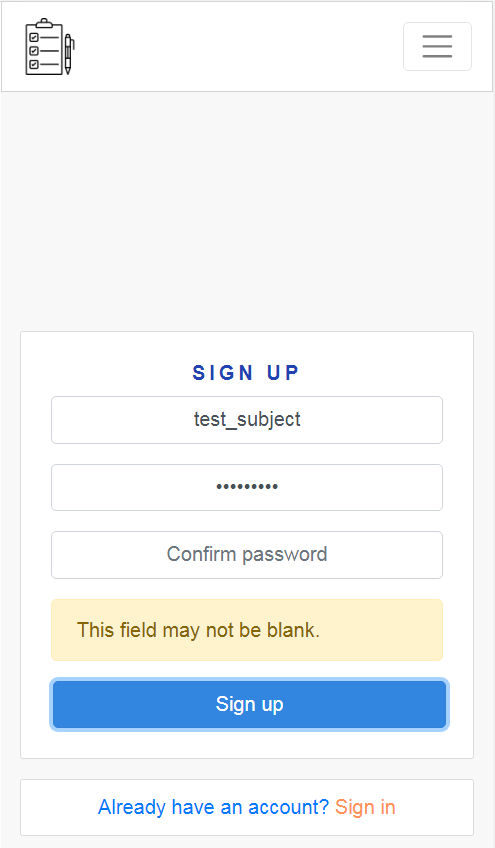 SIGN UP
test_subject
•••••••••
Confirm password
This field may not be blank.
Sign up
Already have an account? Sign in